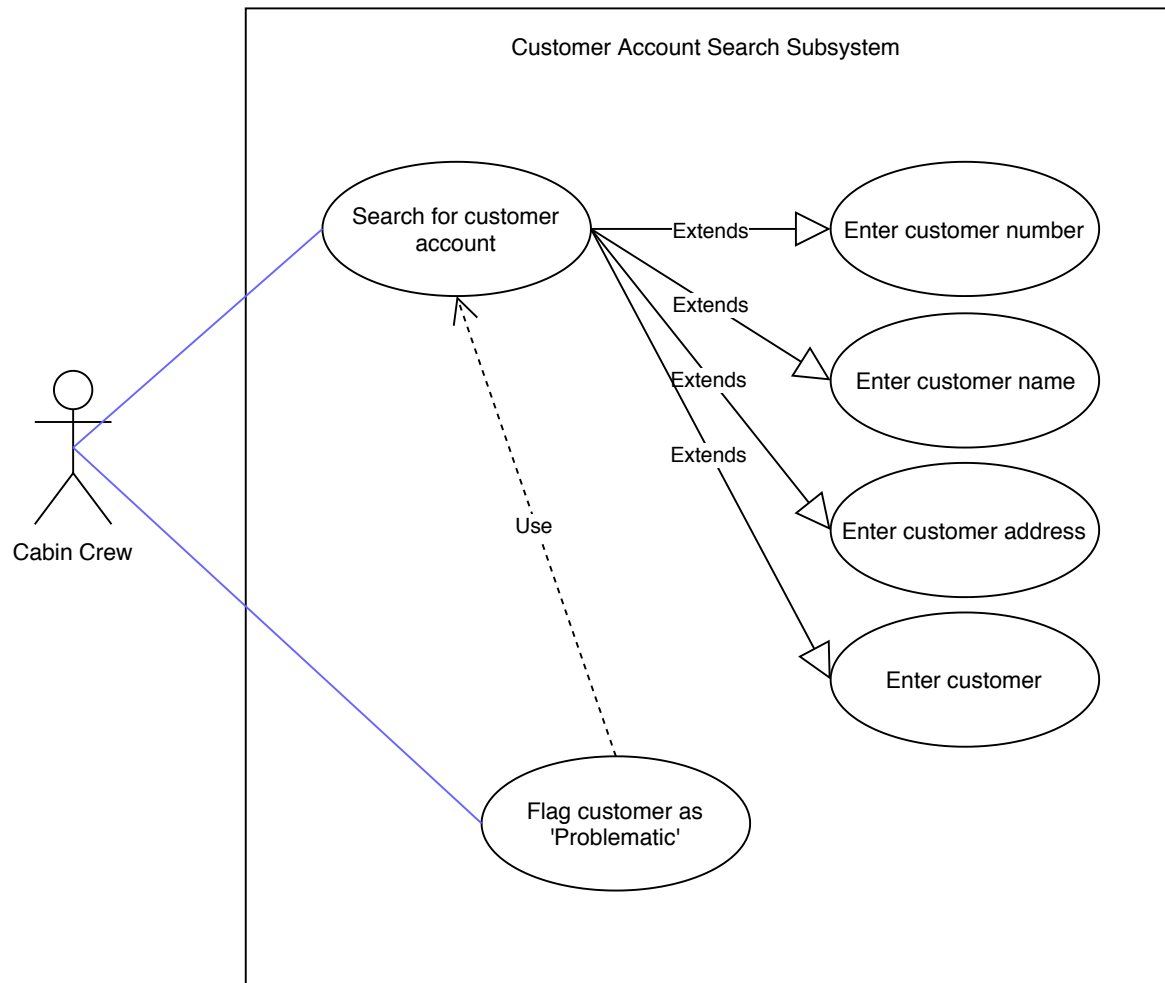 Customer Account Search Subsystem
Search for customer
account
Extends
Enter customer number
Extends
Enter customer name
Extends
Enter customer address
Extends
Enter customer
Use
Cabin Crew
Flag customer as
'Problematic'